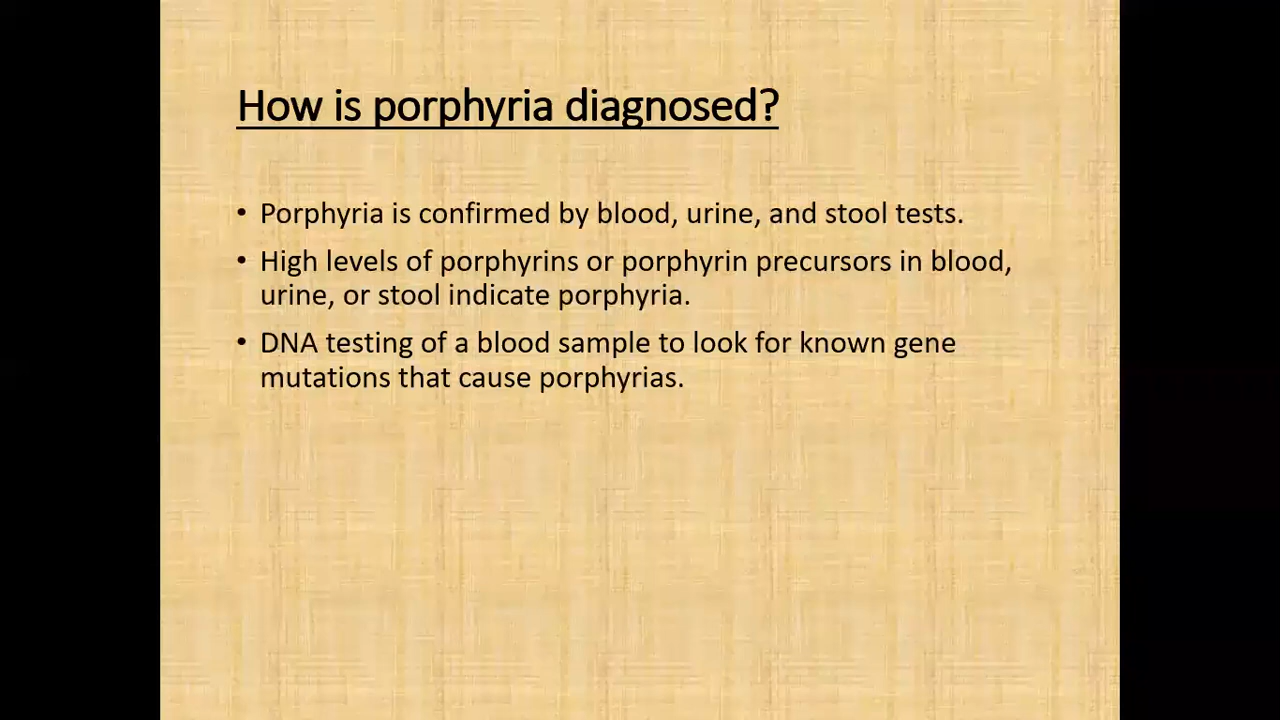 How is porphyria diagnosed?
• Porphyria is confirmed by blood, urine, and stool tests.
• High levels of porphyrins or porphyrin precursors in blood,
urine, or stool indicate porphyria.
• DNA testing of a blood sample to look for known gene
mutations that cause porphyrias.